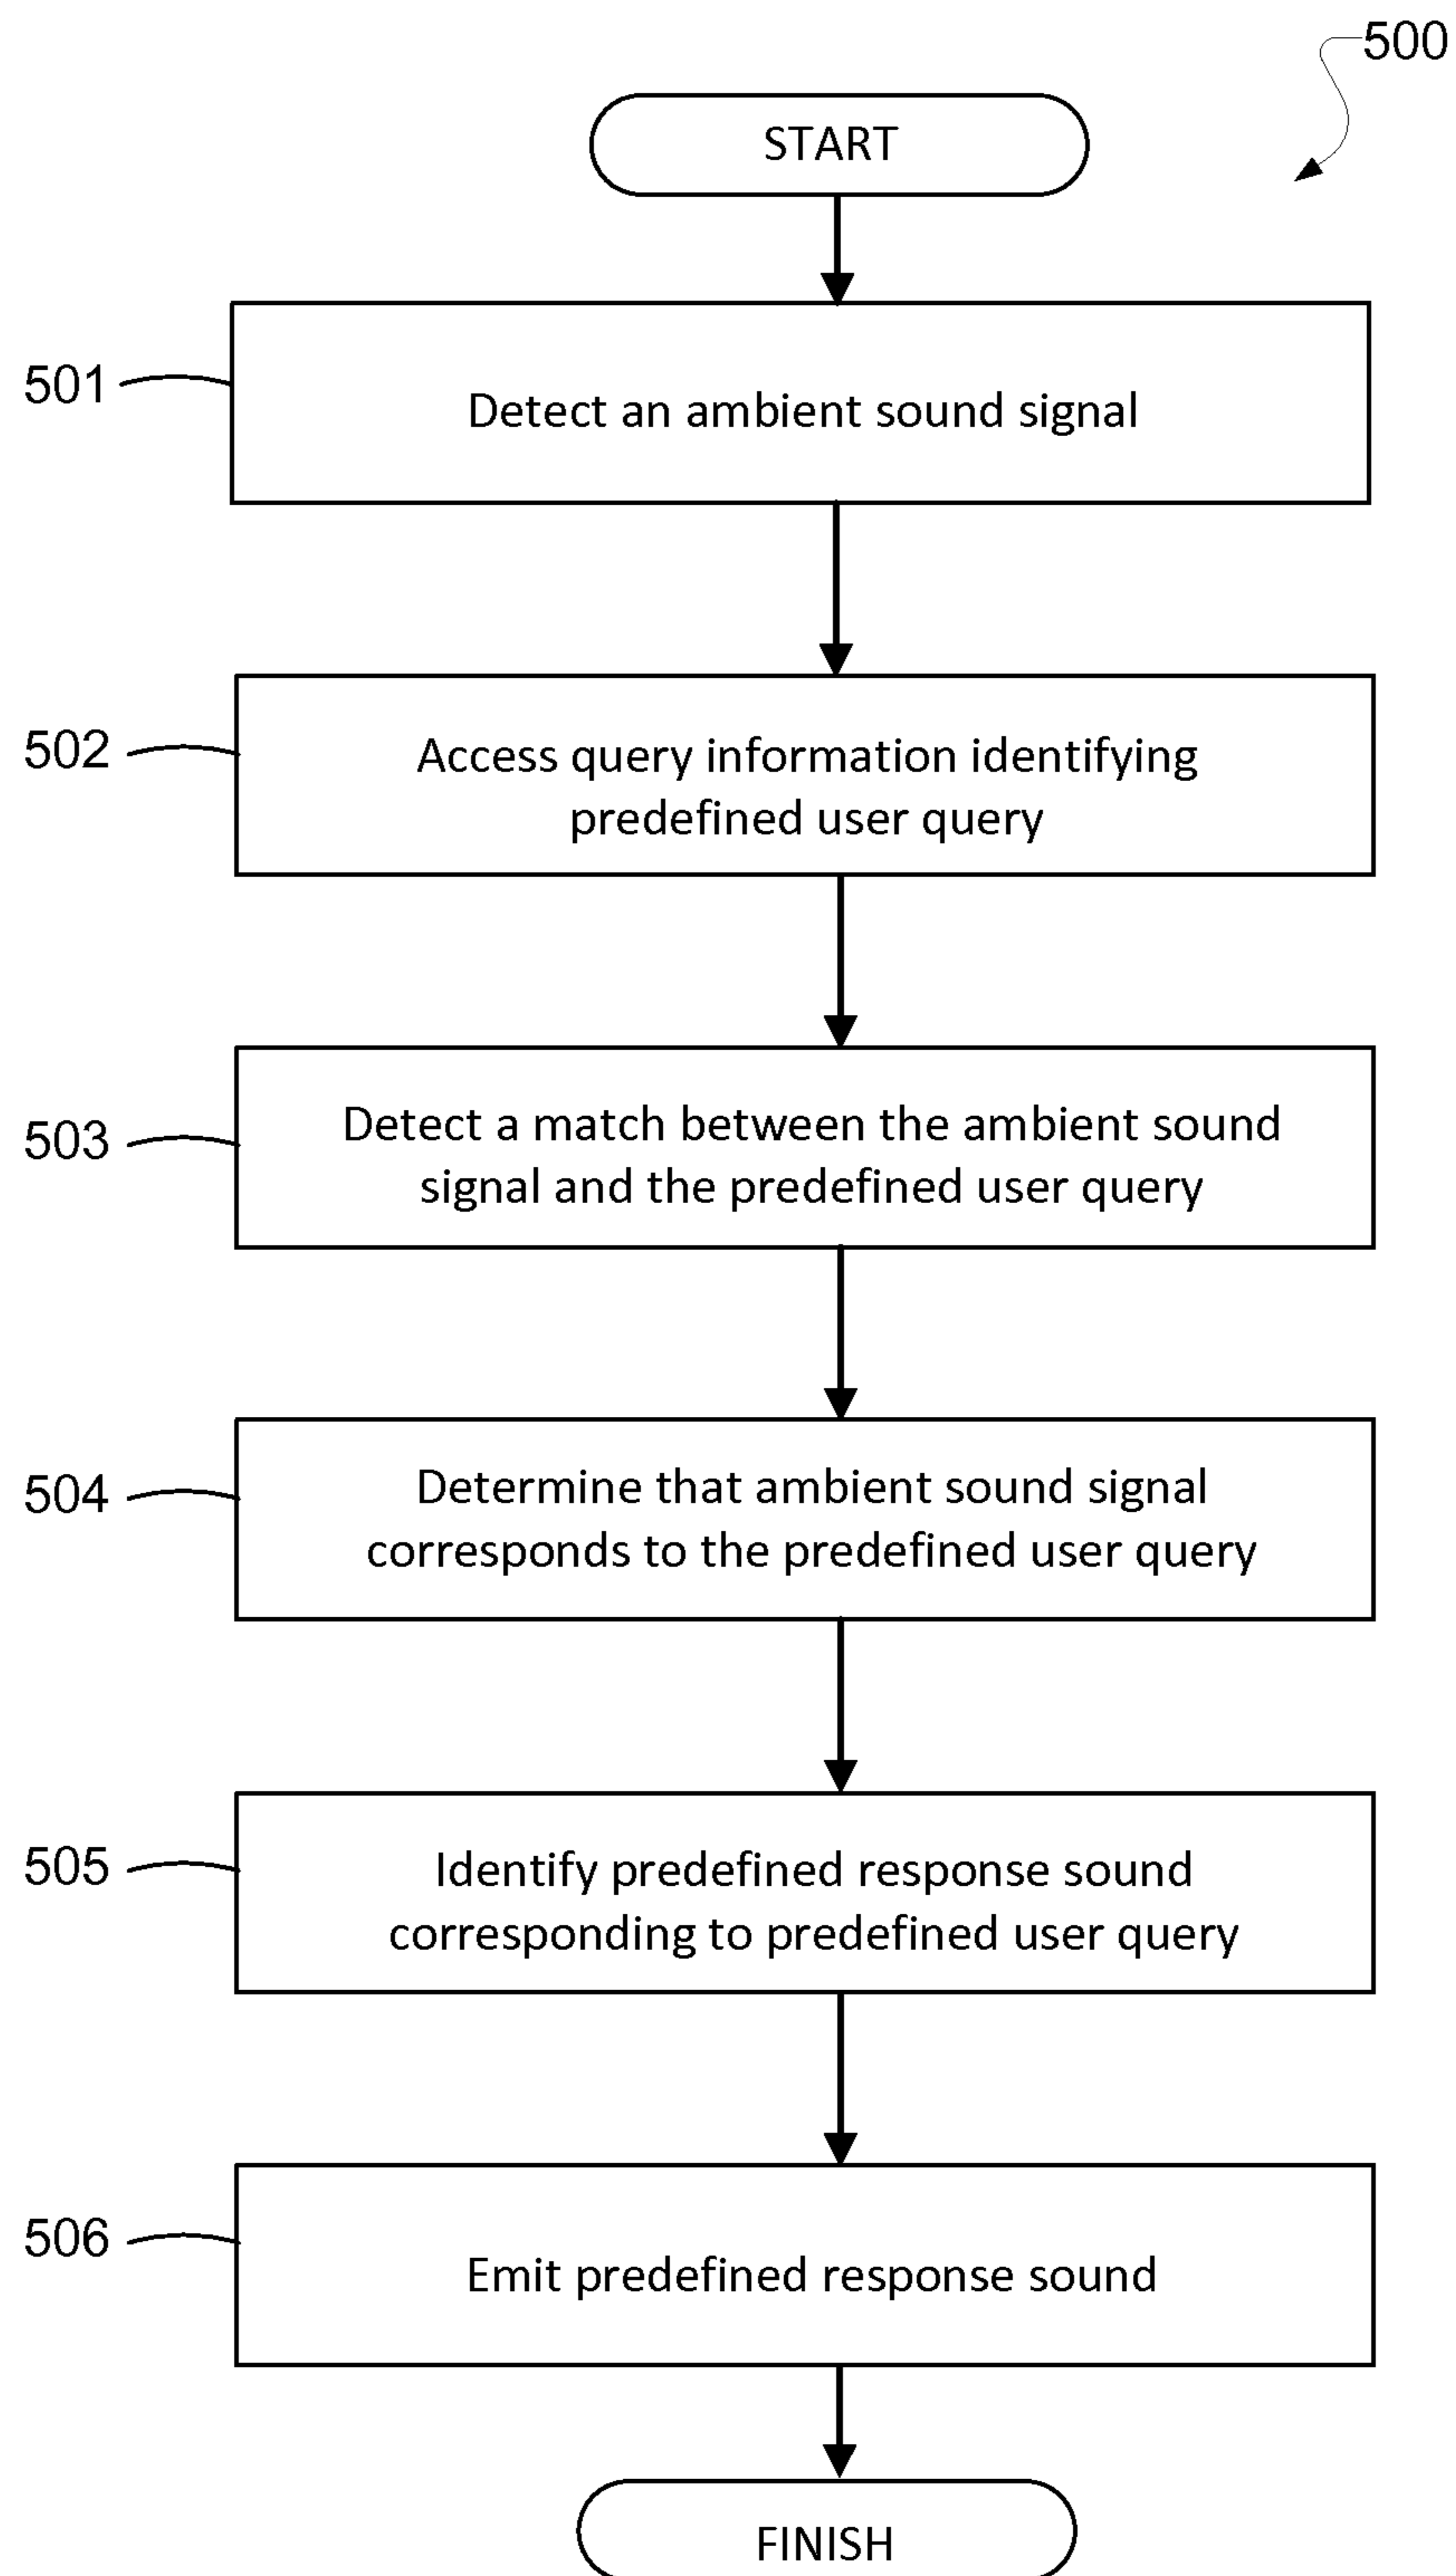 500
START
501
Detect an ambient sound signal
502
Access query information identifying
predefined user query
503
Detect a match between the ambient sound
signal and the predefined user query
504
Determine that ambient sound signal
corresponds to the predefined user query
505
Identify predefined response sound
corresponding to predefined user query
506
Emit predefined response sound
FINISH